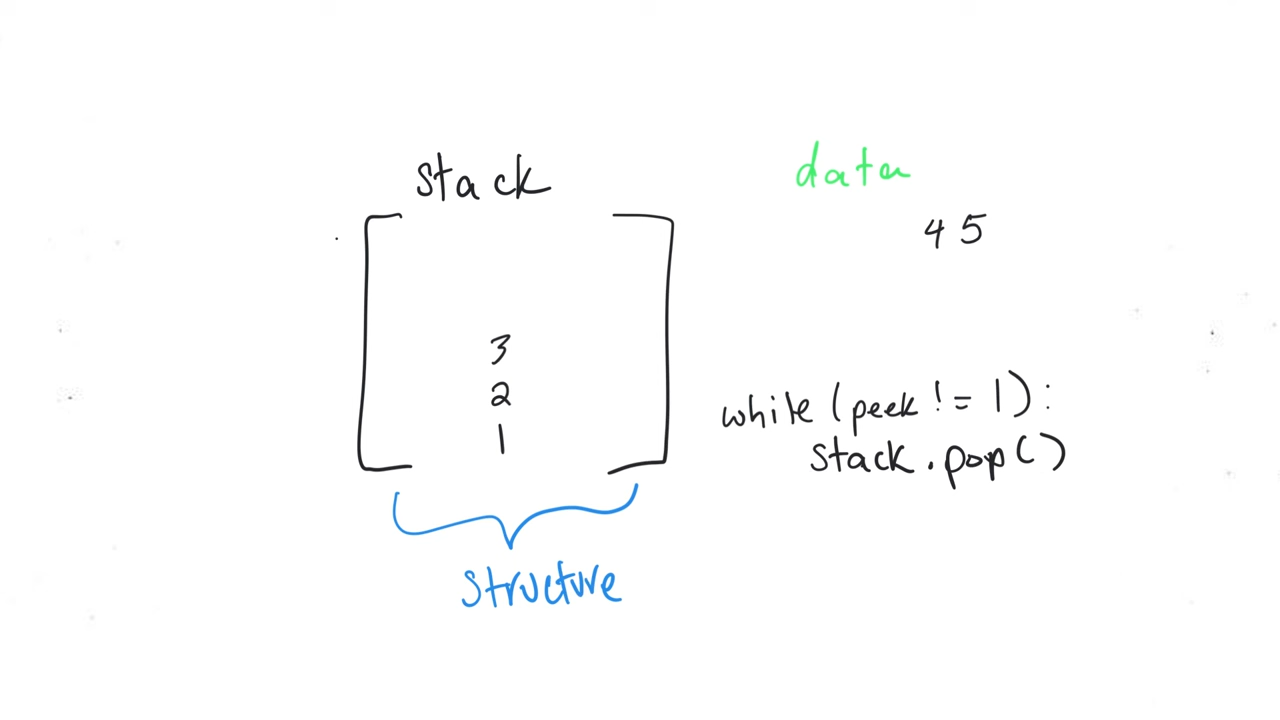 stack
data
4 5
3
2
1
while (peek != 1):
stack.pop()
structure